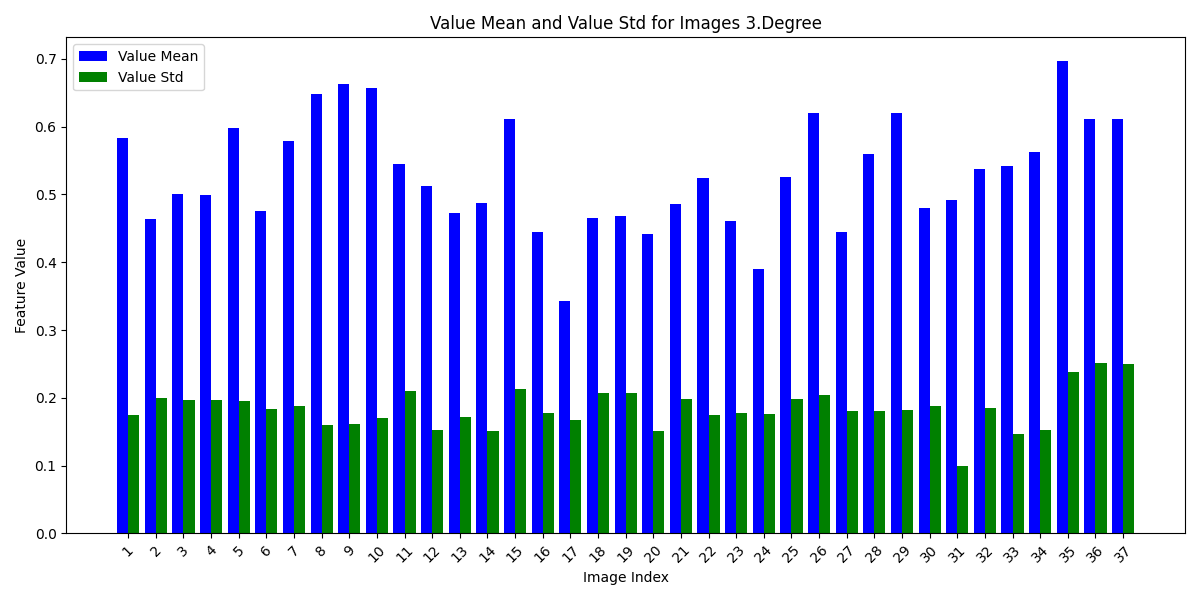 Value Mean and Value Std for Images 3.Degree
Value Mean
Value Std
Feature Value
0.7
0.6
0.5
0.4
0.3
0.2
0.1
0.0
1 2 3 4 5 6 7 8 9 10 11 12 13 14 15 16 17 18 19 20 21 22 23 24 25 26 27 28 29 30 31 32 33 34 35 36 37
Image Index